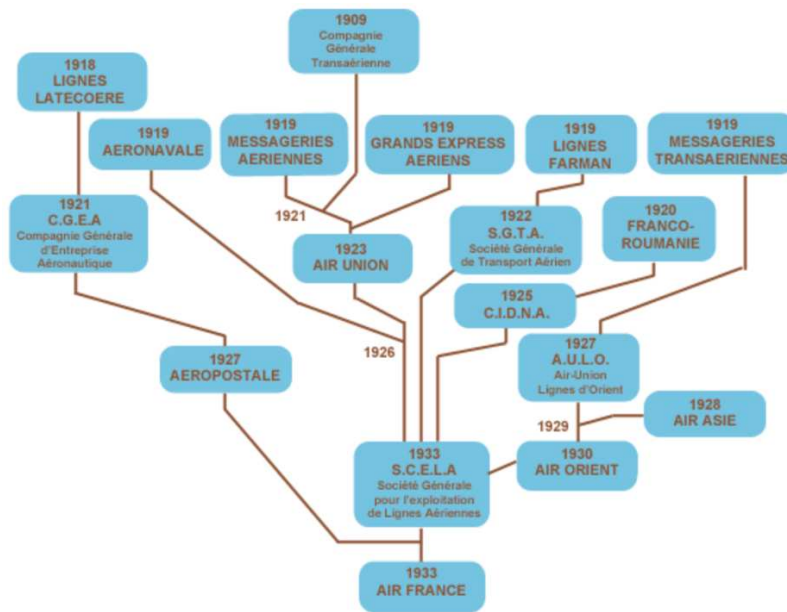 1909
Compagnie
Générale
Transaérienne
1918
LIGNES
LATECOERE
1919
AERONAVALE
1919
MESSAGERIES
AERIENNES
1919
GRANDS EXPRESS
AERIENS
1919
LIGNES
FARMAN
1919
MESSAGERIES
TRANSAERIENNES
1921
C.G.E.A
Compagnie Générale
d'Entreprise
Aéronautique
1921
1922
S.G.T.A.
Société Générale
de Transport Aérien
1920
FRANCO-
ROUMANIE
1923
AIR UNION
1925
C.I.D.N.A.
1926
1927
AEROPOSTALE
1927
A.U.L.O.
Air-Union
Lignes d'Orient
1928
AIR ASIE
1929
1933
S.C.E.L.A
Société Générale
pour l'exploitation
de Lignes Aériennes
1930
AIR ORIENT
1933
AIR FRANCE